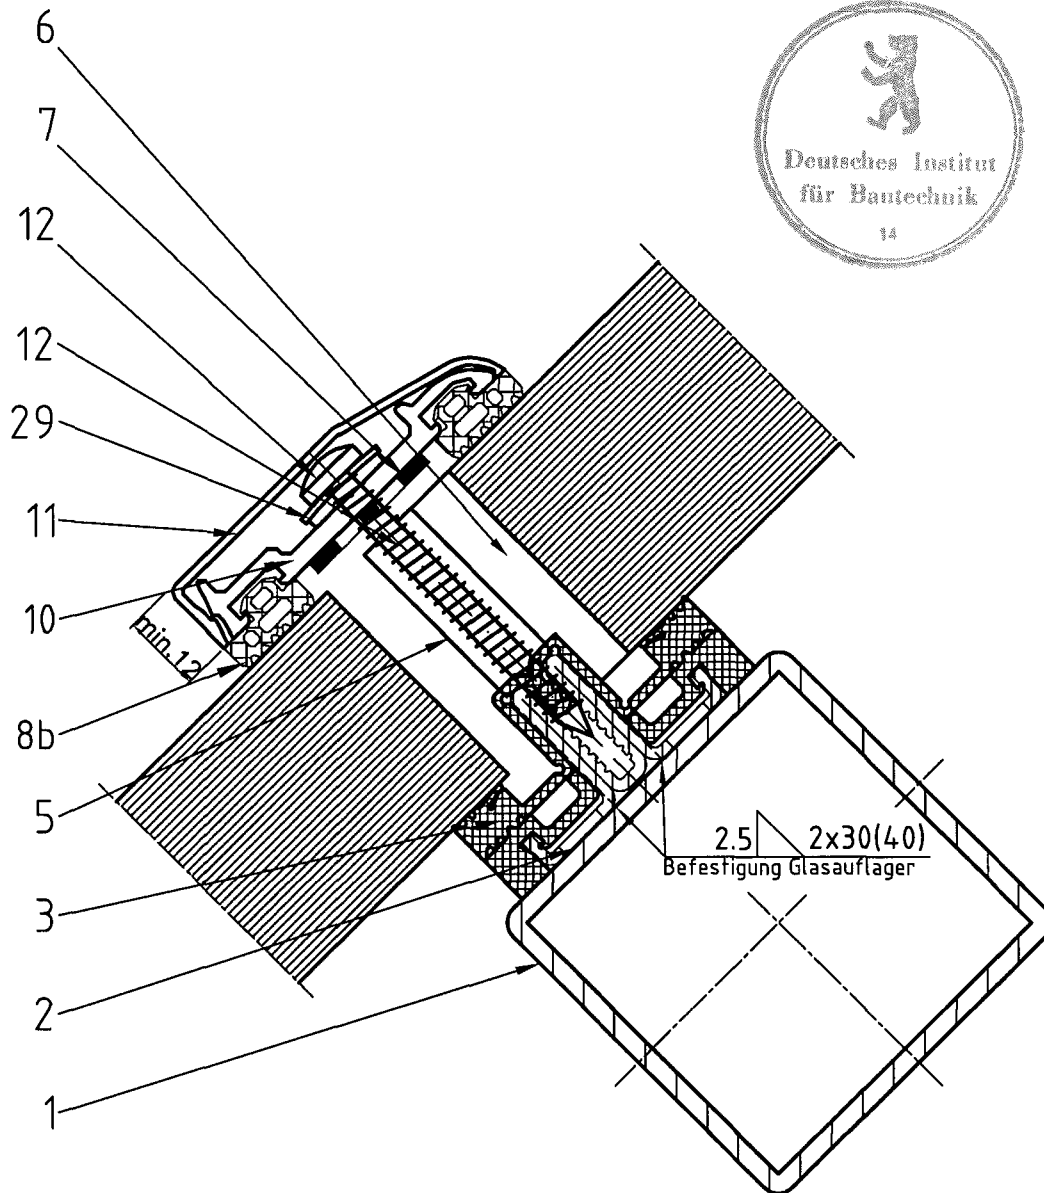 6
7
12
12
29
11
10
min.12
8b
5
3
2
1
Deutsches Institut
für Bautechnik
14
2.5 2x30(40)
Befestigung Glasauflager